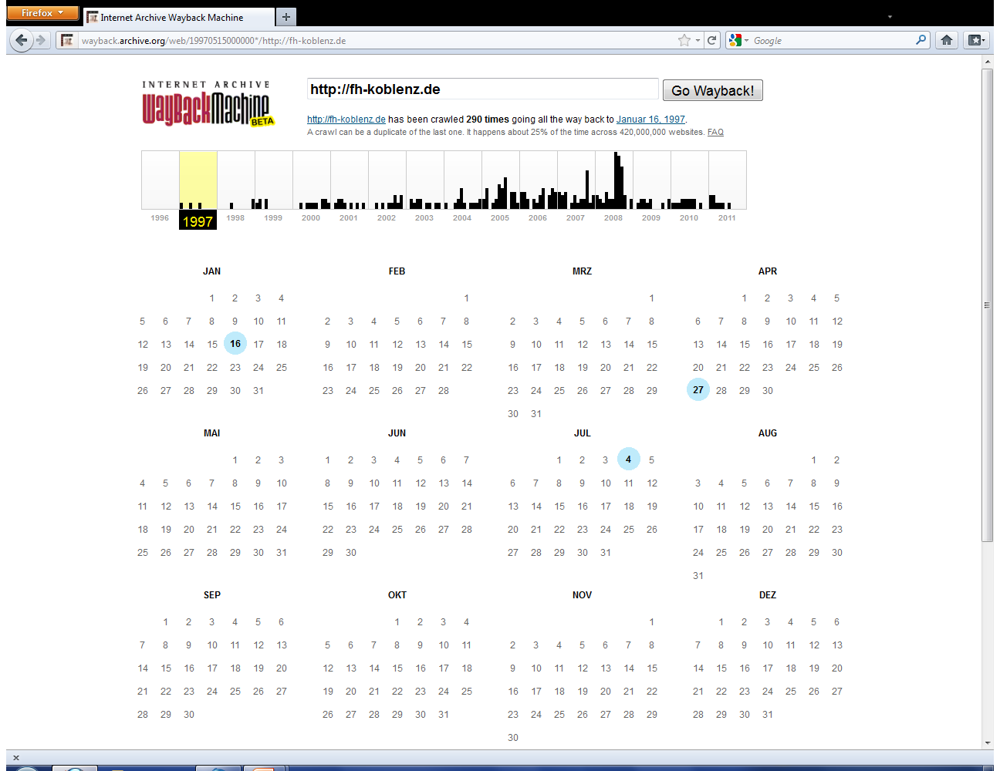 Firefox
Internet Archive Wayback Machine
wayback.archive.org/web/19970515000000*/http://fh-koblenz.de
Google
INTERNET ARCHIVE
WayBackMachine
BETA
http://fh-koblenz.de
Go Wayback!
http://fh-koblenz.de has been crawled 290 times going all the way back to Januar 16, 1997.
A crawl can be a duplicate of the last one. It happens about 25% of the time across 420,000,000 websites. FAQ
1996 1997 1998 1999 2000 2001 2002 2003 2004 2005 2006 2007 2008 2009 2010 2011
JAN FEB MRZ APR
1 2 3 4 1 1 1 2 3 4 5
5 6 7 8 9 10 11 2 3 4 5 6 7 8 2 3 4 5 6 7 8 6 7 8 9 10 11 12
12 13 14 15 16 17 18 9 10 11 12 13 14 15 9 10 11 12 13 14 15 13 14 15 16 17 18 19
19 20 21 22 23 24 25 16 17 18 19 20 21 22 16 17 18 19 20 21 22 20 21 22 23 24 25 26
26 27 28 29 30 31 23 24 25 26 27 28 23 24 25 26 27 28 29 27 28 29 30
30 31
MAI JUN JUL AUG
1 2 3 1 2 3 4 5 6 7 1 2 3 4 5 1 2
4 5 6 7 8 9 10 8 9 10 11 12 13 14 6 7 8 9 10 11 12 3 4 5 6 7 8 9
11 12 13 14 15 16 17 15 16 17 18 19 20 21 13 14 15 16 17 18 19 10 11 12 13 14 15 16
18 19 20 21 22 23 24 22 23 24 25 26 27 28 20 21 22 23 24 25 26 17 18 19 20 21 22 23
25 26 27 28 29 30 31 29 30 27 28 29 30 31 24 25 26 27 28 29 30
31
SEP OKT NOV DEZ
1 2 3 4 5 6 1 2 3 4 1 1 2 3 4 5 6
7 8 9 10 11 12 13 5 6 7 8 9 10 11 2 3 4 5 6 7 8 7 8 9 10 11 12 13
14 15 16 17 18 19 20 12 13 14 15 16 17 18 9 10 11 12 13 14 15 14 15 16 17 18 19 20
21 22 23 24 25 26 27 19 20 21 22 23 24 25 16 17 18 19 20 21 22 21 22 23 24 25 26 27
28 29 30 26 27 28 29 30 31 23 24 25 26 27 28 29 28 29 30 31
30
x